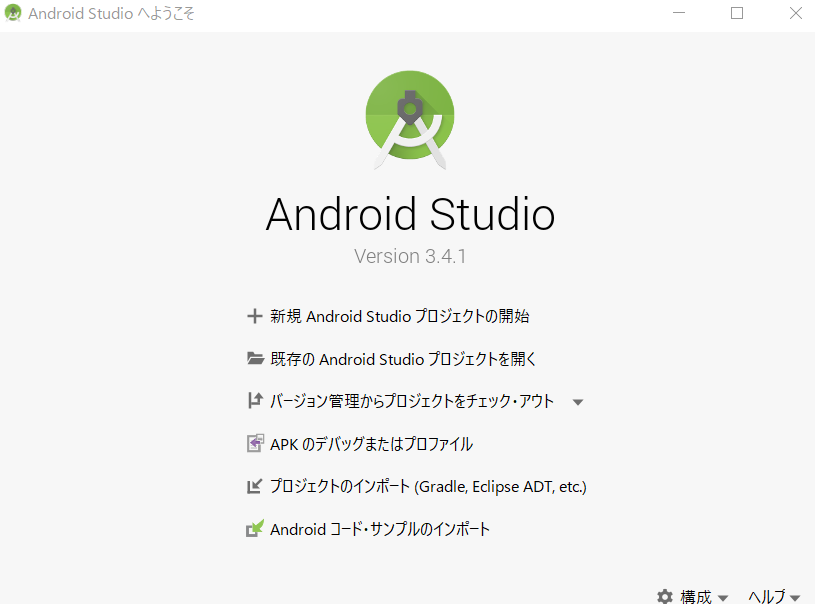 Android Studio へようこそ
Android Studio
Version 3.4.1
新規 Android Studio プロジェクトの開始
既存の Android Studio プロジェクトを開く
バージョン管理からプロジェクトをチェック・アウト
APK のデバッグまたはプロファイル
プロジェクトのインポート (Gradle, Eclipse ADT, etc.)
Android コード・サンプルのインポート
構成 ヘルプ